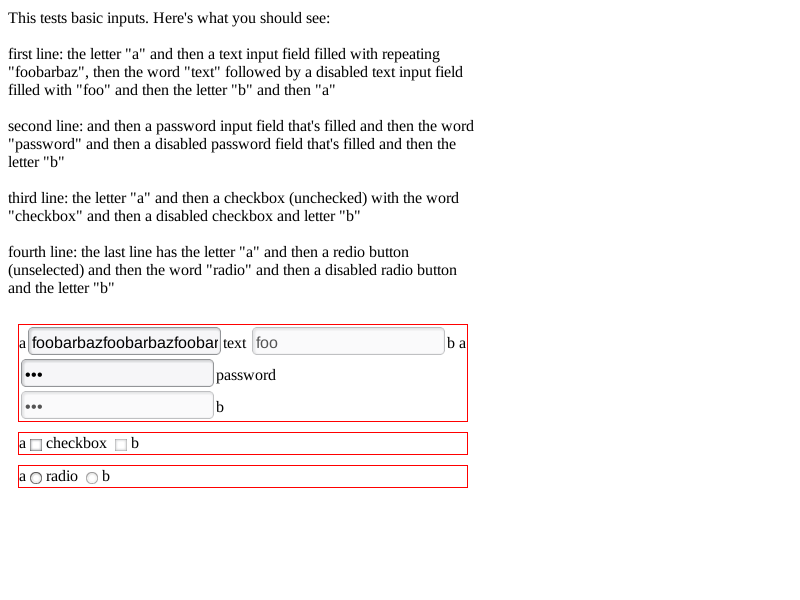 This tests basic inputs. Here's what you should see:
first line: the letter "a" and then a text input field filled with repeating
"foobarbaz", then the word "text" followed by a disabled text input field
filled with "foo" and then the letter "b" and then "a"
second line: and then a password input field that's filled and then the word
"password" and then a disabled password field that's filled and then the
letter "b"
third line: the letter "a" and then a checkbox (unchecked) with the word
"checkbox" and then a disabled checkbox and letter "b"
fourth line: the last line has the letter "a" and then a redio button
(unselected) and then the word "radio" and then a disabled radio button
and the letter "b"
a foobarbazfoobarbazfoobar text foo b a
••• password
••• b
a checkbox b
a radio b